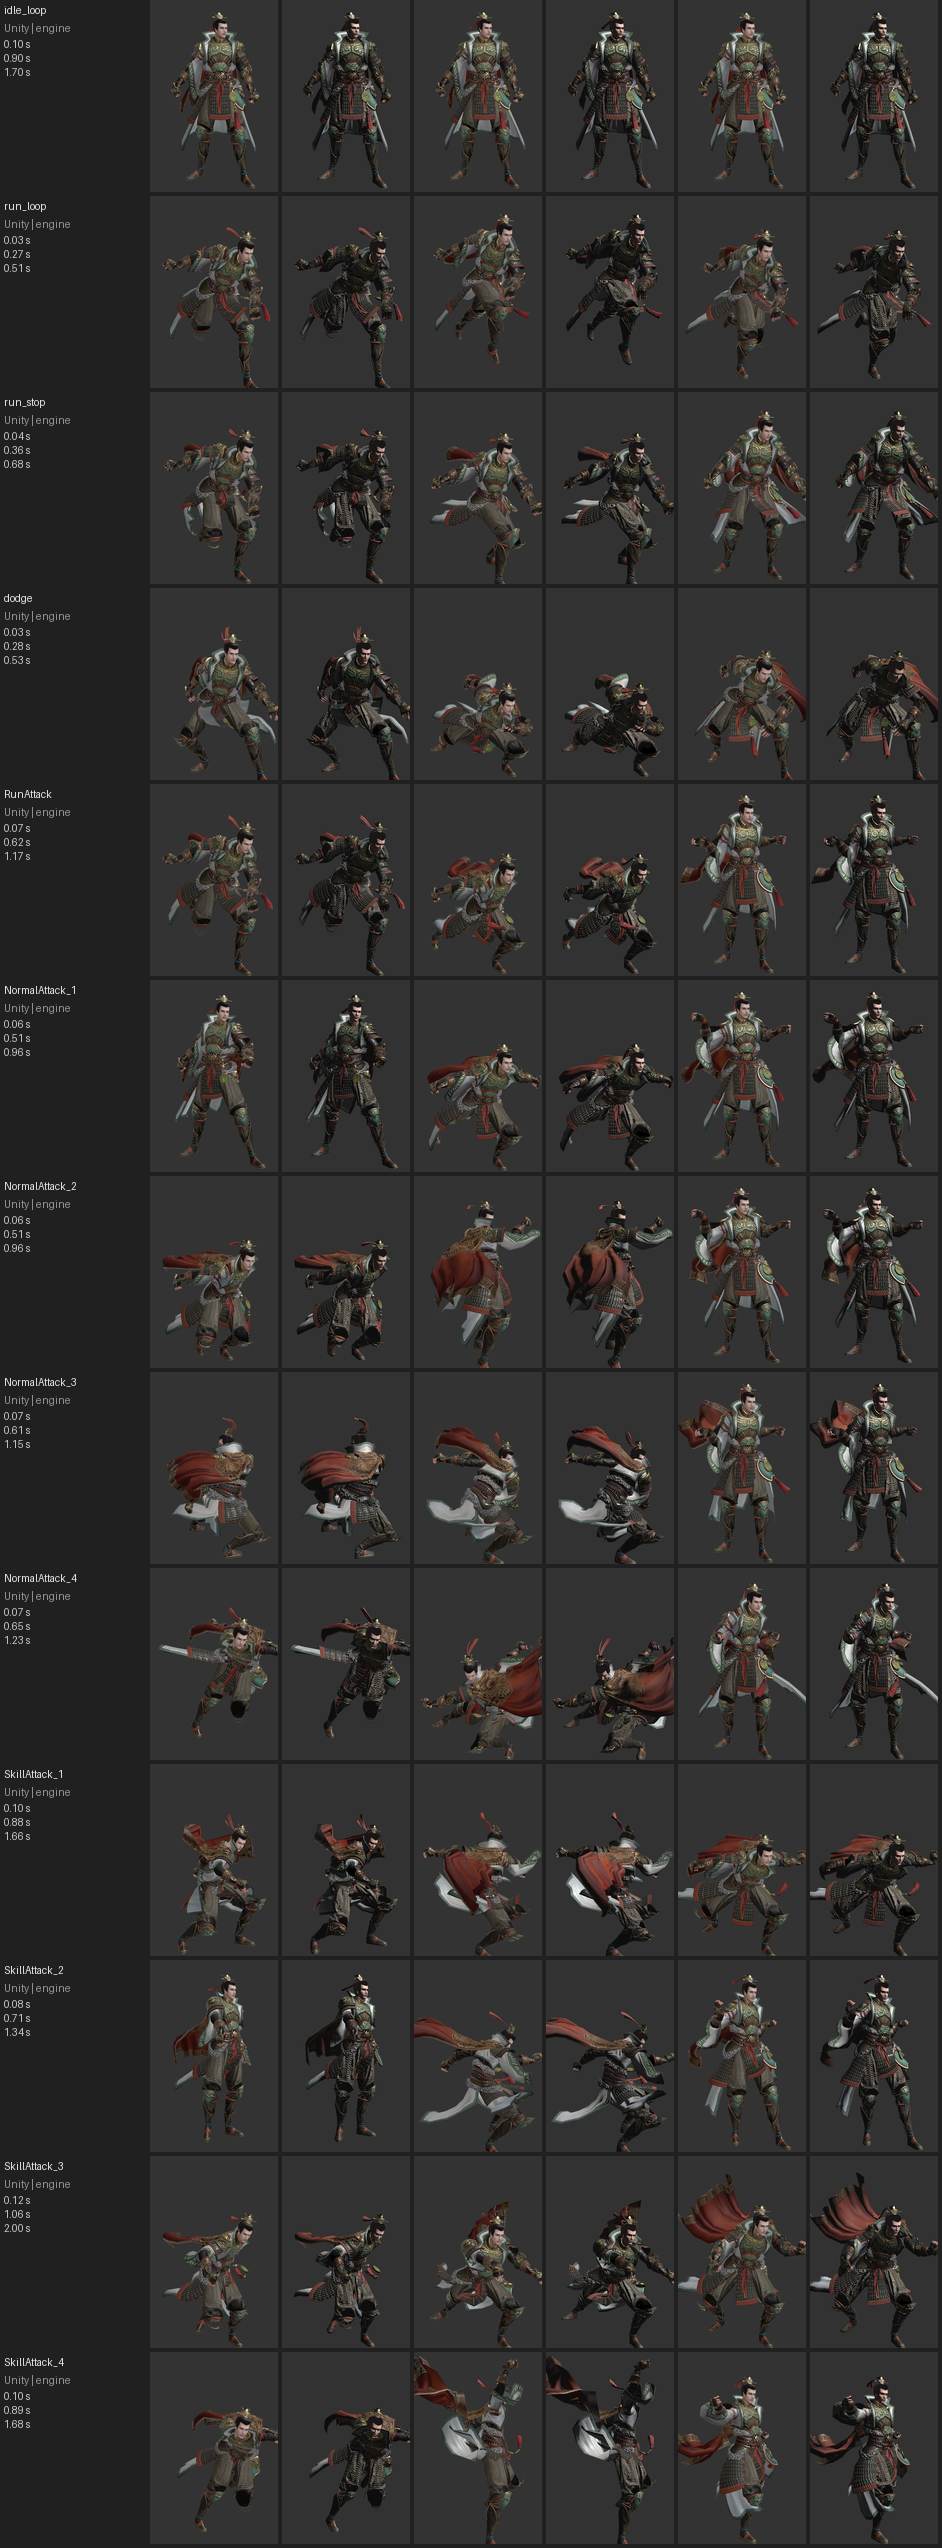 idle_loop
Unity | engine
0.10 s
0.90 s
1.70 s
run_loop
Unity | engine
0.03 s
0.27 s
0.51 s
run_stop
Unity | engine
0.04 s
0.36 s
0.68 s
dodge
Unity | engine
0.03 s
0.28 s
0.53 s
RunAttack
Unity | engine
0.07 s
0.62 s
1.17 s
NormalAttack_1
Unity | engine
0.06 s
0.51 s
0.96 s
NormalAttack_2
Unity | engine
0.06 s
0.51 s
0.96 s
NormalAttack_3
Unity | engine
0.07 s
0.61 s
1.15 s
NormalAttack_4
Unity | engine
0.07 s
0.65 s
1.23 s
SkillAttack_1
Unity | engine
0.10 s
0.88 s
1.66 s
SkillAttack_2
Unity | engine
0.08 s
0.71 s
1.34 s
SkillAttack_3
Unity | engine
0.12 s
1.06 s
2.00 s
SkillAttack_4
Unity | engine
0.10 s
0.89 s
1.68 s